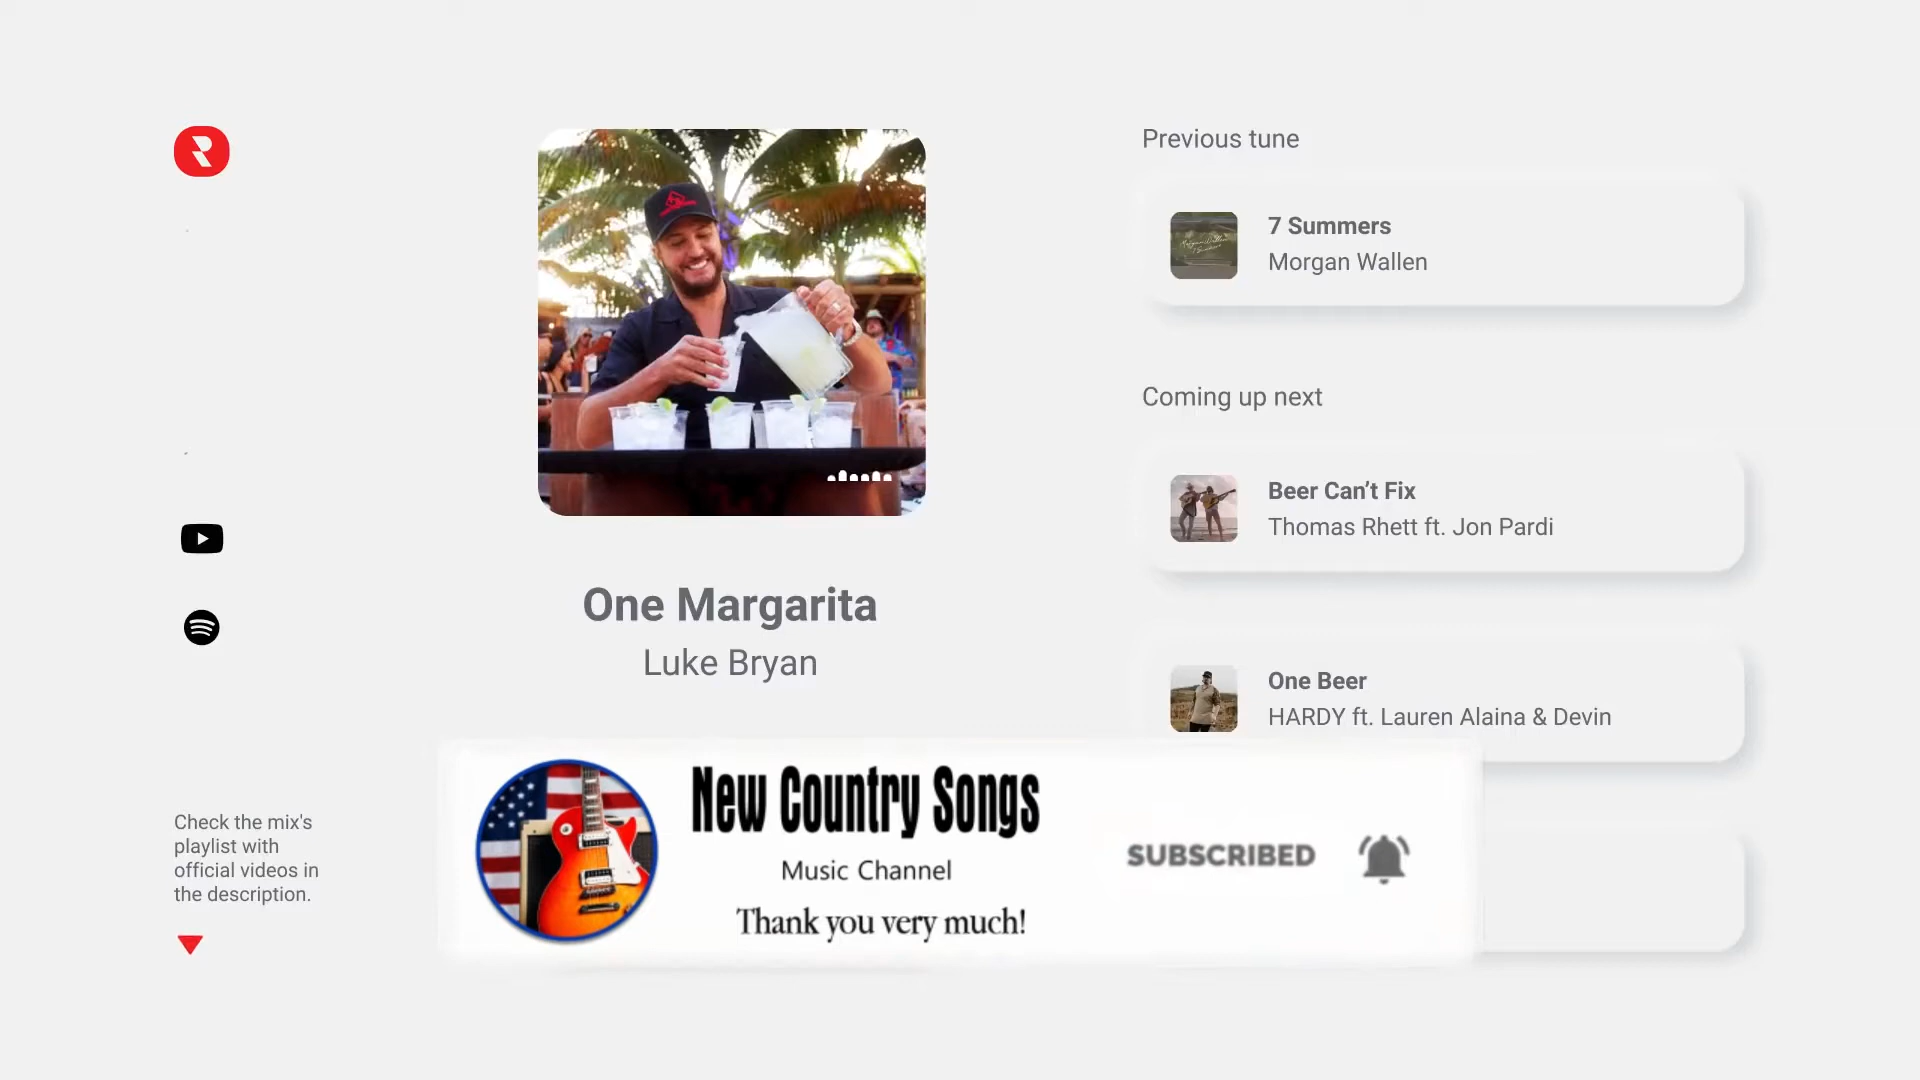 Previous tune
7 Summers
Morgan Wallen
Coming up next
Beer Can’t Fix
Thomas Rhett ft. Jon Pardi
One Margarita
Luke Bryan
One Beer
HARDY ft. Lauren Alaina & Devin
New Country Songs
Music Channel
Thank you very much!
SUBSCRIBED
Check the mix's
playlist with
official videos in
the description.